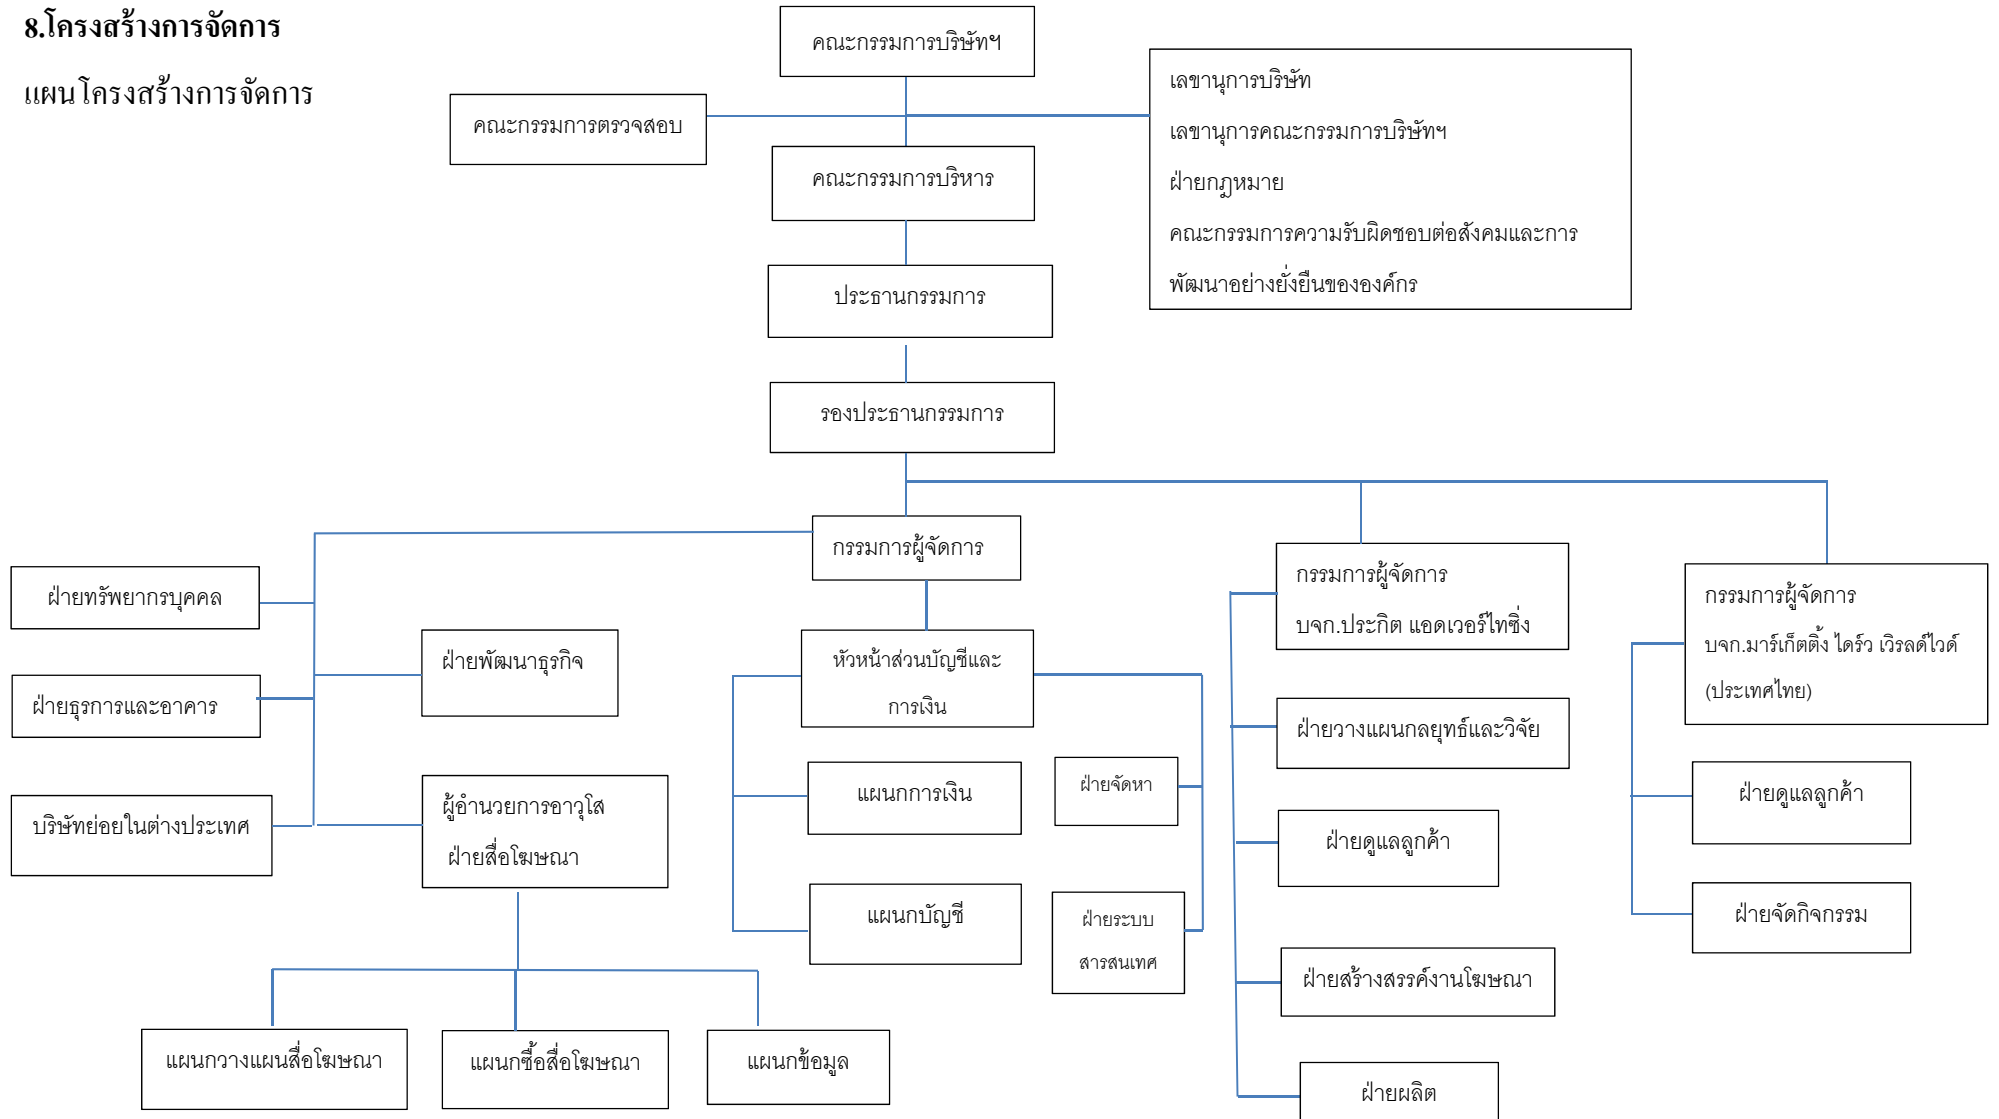 8.โครงสร้างการจัดการ
แผนโครงสร้างการจัดการ
คณะกรรมการบริษัทฯ
คณะกรรมการตรวจสอบ
เลขานุการบริษัท
เลขานุการคณะกรรมการบริษัทฯ
ฝ่ายกฎหมาย
คณะกรรมการความรับผิดชอบต่อสังคมและการ
พัฒนาอย่างยั่งยืนขององค์กร
คณะกรรมการบริหาร
ประธานกรรมการ
รองประธานกรรมการ
กรรมการผู้จัดการ
ฝ่ายทรัพยากรบุคคล
ฝ่ายธุรการและอาคาร
บริษัทย่อยในต่างประเทศ
ฝ่ายพัฒนาธุรกิจ
ผู้อำนวยการอาวุโส
ฝ่ายสื่อโฆษณา
แผนกวางแผนสื่อโฆษณา
แผนกซื้อสื่อโฆษณา
แผนกข้อมูล
หัวหน้าส่วนบัญชีและ
การเงิน
แผนกการเงิน
แผนกบัญชี
ฝ่ายจัดหา
ฝ่ายระบบ
สารสนเทศ
กรรมการผู้จัดการ
บจก.ประกิต แอดเวอร์ไทซิ่ง
ฝ่ายวางแผนกลยุทธ์และวิจัย
ฝ่ายดูแลลูกค้า
ฝ่ายสร้างสรรค์งานโฆษณา
ฝ่ายผลิต
กรรมการผู้จัดการ
บจก.มาร์เก็ตติ้ง ไดร์ว เวิรลด์ไวด์
(ประเทศไทย)
ฝ่ายดูแลลูกค้า
ฝ่ายจัดกิจกรรม